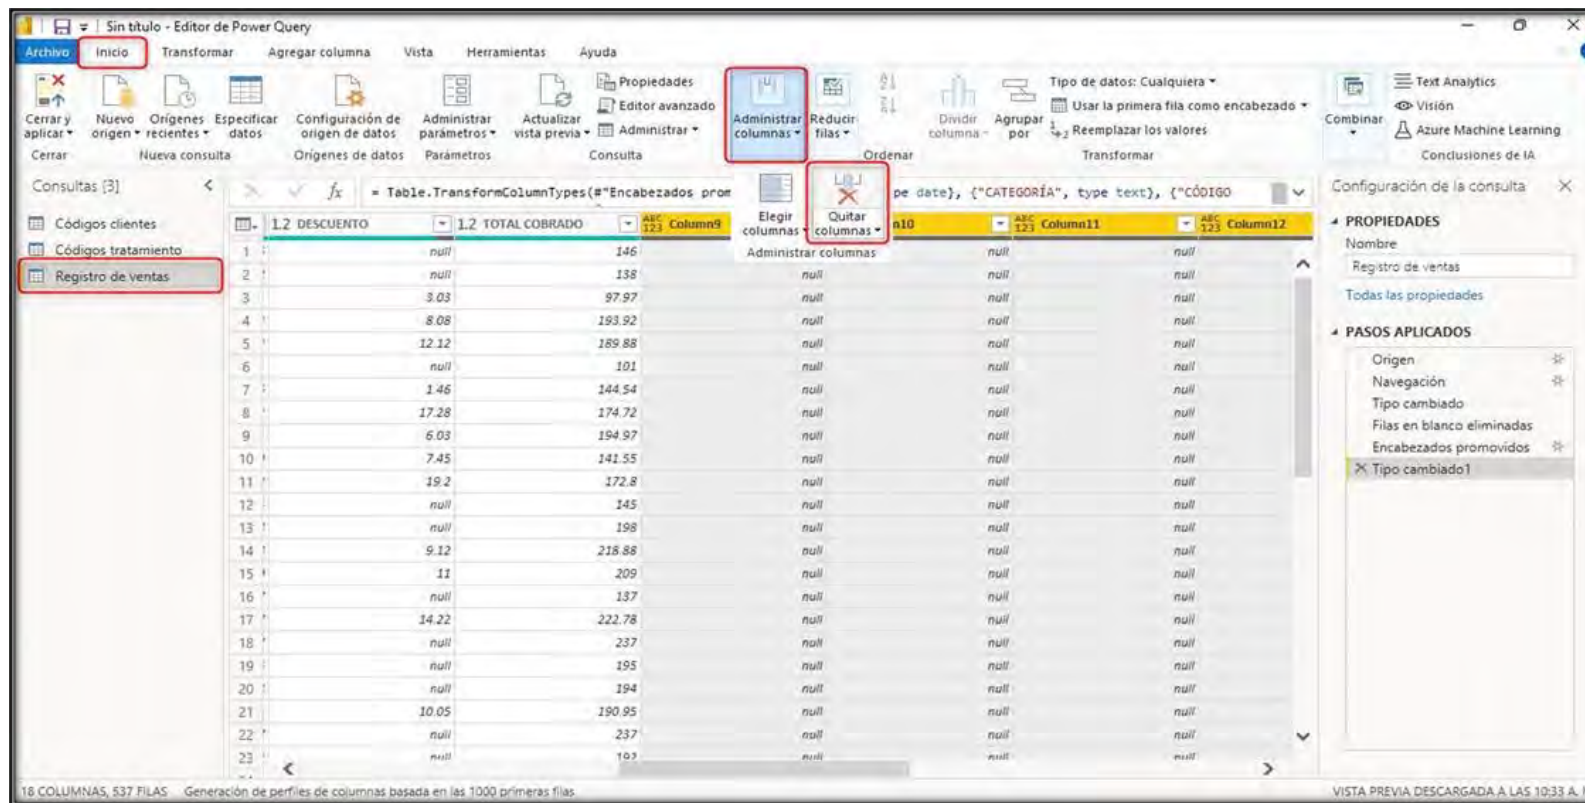 Sin título - Editor de Power Query
Archivo Inicio Transformar Agregar columna Vista Herramientas Ayuda
Cerrar y aplicar
Nuevo origen
Orígenes recientes
Especificar datos
Configuración de origen de datos
Administrar parámetros
Actualizar vista previa
Propiedades
Editor avanzado
Administrar
Administrar columnas
Reducir filas
Dividir columna
Agrupar por
Tipo de datos: Cualquiera
Usar la primera fila como encabezado
1→2 Reemplazar los valores
Combinar
Text Analytics
Visión
Azure Machine Learning
Cerrar Nueva consulta Orígenes de datos Parámetros Consulta Ordenar Transformar Conclusiones de IA
Consultas [3]
Códigos clientes
Códigos tratamiento
Registro de ventas
fx = Table.TransformColumnTypes(#"Encabezados prom pe date}, {"CATEGORÍA", type text}, {"CÓDIGO
Elegir columnas
Quitar columnas
Administrar columnas
1.2 DESCUENTO 1.2 TOTAL COBRADO ABC 123 Column9 n10 ABC 123 Column11 ABC 123 Column12
1 null 146 null null
2 null 138 null null null
3 3.03 97.97 null null null
4 8.08 193.92 null null null
5 12.12 189.88 null null null
6 null 101 null null null
7 1.46 144.54 null null null
8 17.28 174.72 null null null
9 6.03 194.97 null null null
10 7.45 141.55 null null null
11 19.2 172.8 null null null
12 null 145 null null null
13 null 198 null null null
14 9.12 218.88 null null null
15 11 209 null null null
16 null 137 null null null
17 14.22 222.78 null null null
18 null 237 null null null
19 null 195 null null null
20 null 194 null null null
21 10.05 190.95 null null null
22 null 237 null null null
23 null 192 null null null
Configuración de la consulta
PROPIEDADES
Nombre
Registro de ventas
Todas las propiedades
PASOS APLICADOS
Origen
Navegación
Tipo cambiado
Filas en blanco eliminadas
Encabezados promovidos
Tipo cambiado1
18 COLUMNAS, 537 FILAS Generación de perfiles de columnas basada en las 1000 primeras filas
VISTA PREVIA DESCARGADA A LAS 10:33 A.